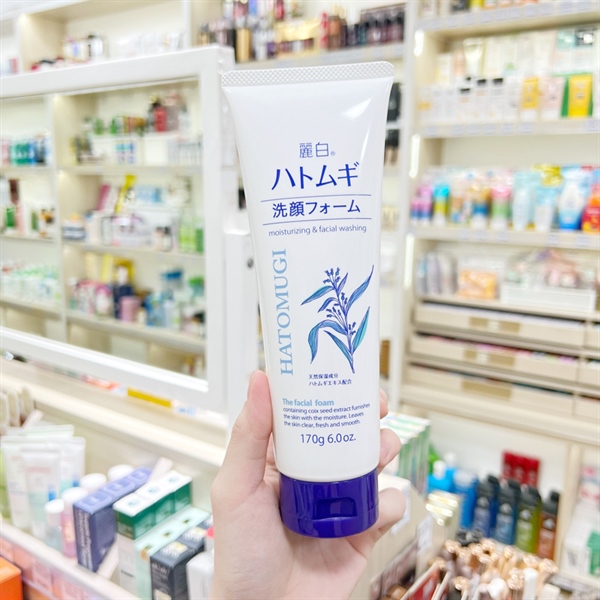 麗白®
ハトムギ
洗顔フォーム
moisturizing & facial washing
HATOMUGI
天然保湿成分
ハトムギエキス配合
The facial foam
containing coix seed extract furnishes
the skin with the moisture. Leaves
the skin clear, fresh and smooth.
170g 6.0oz.